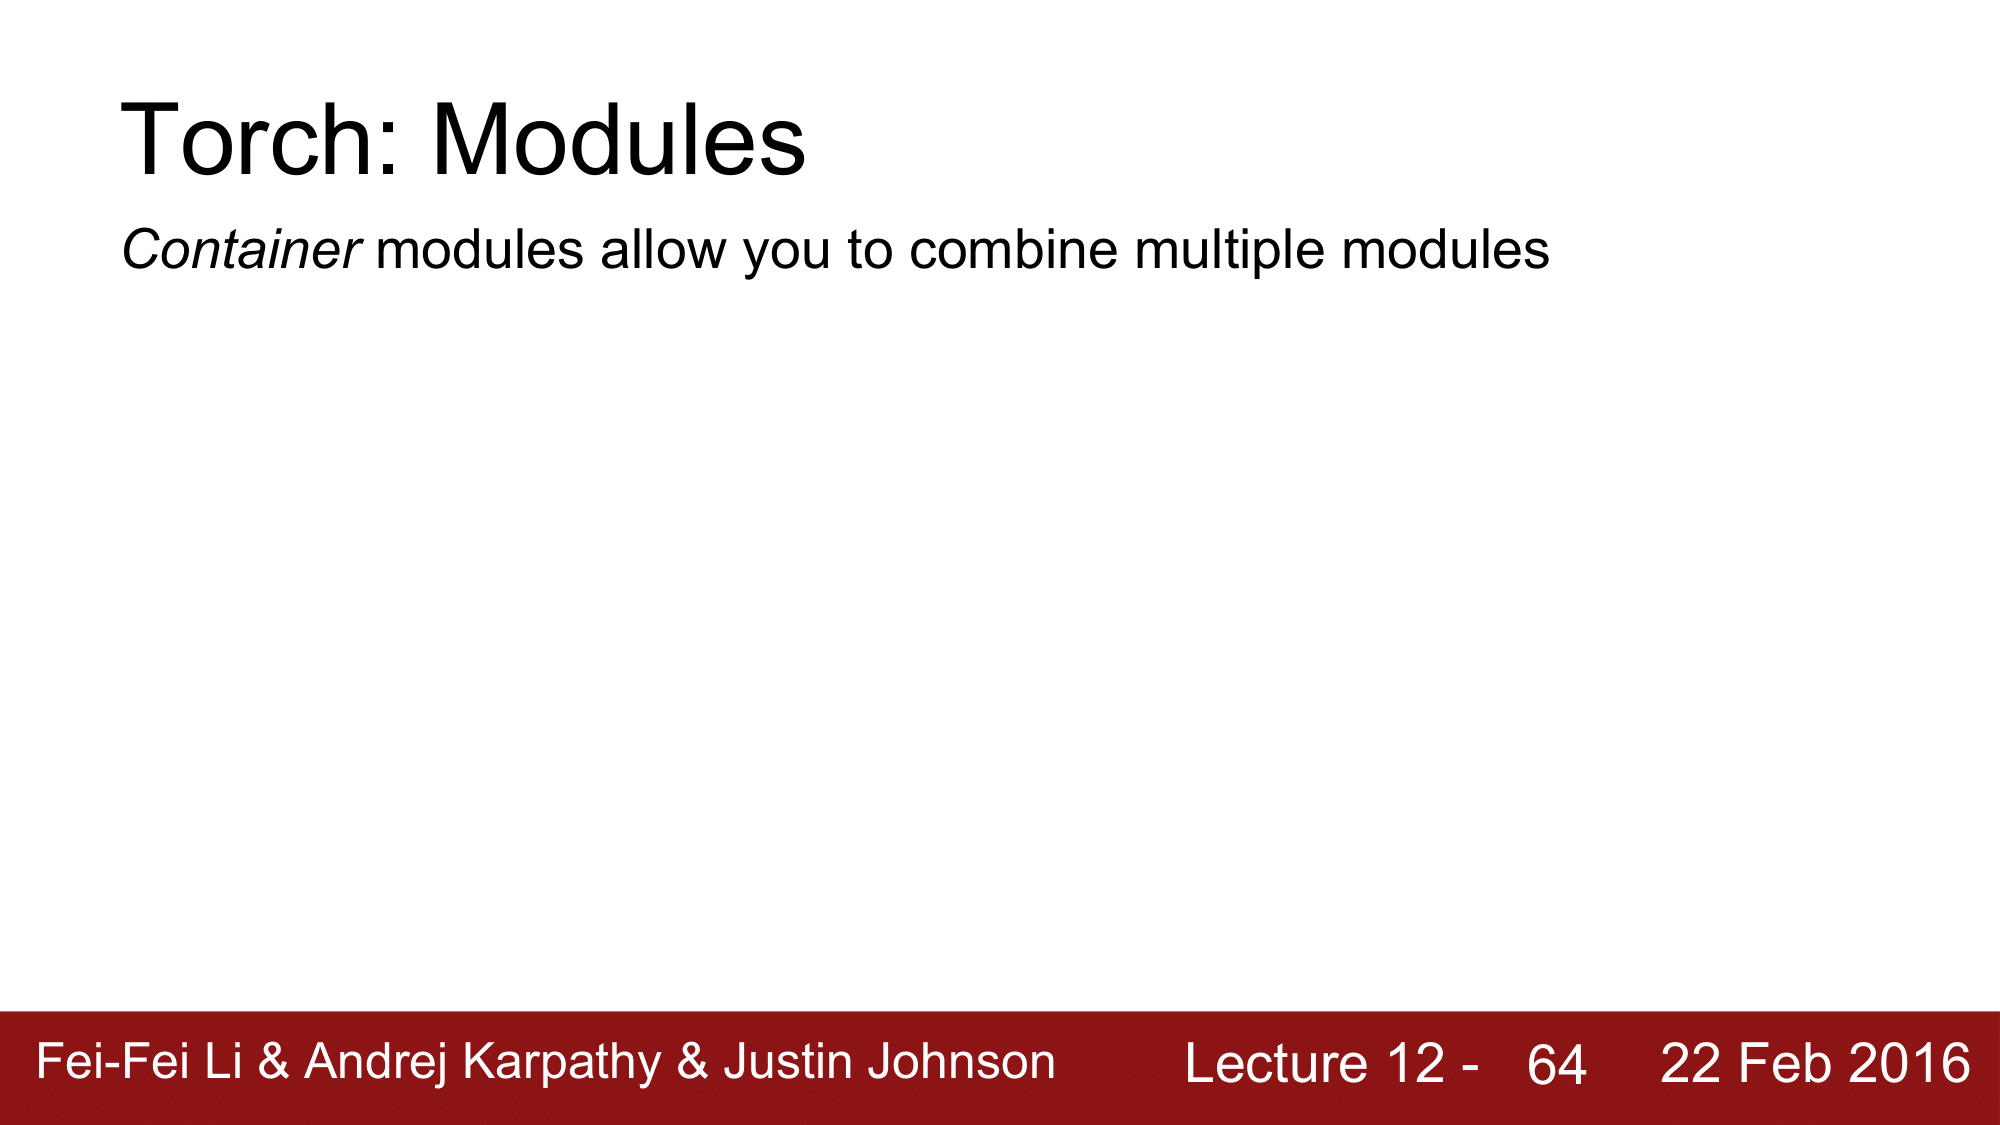 Torch: Modules
Container modules allow you to combine multiple modules
Fei-Fei Li & Andrej Karpathy & Justin Johnson Lecture 12 - 64 22 Feb 2016